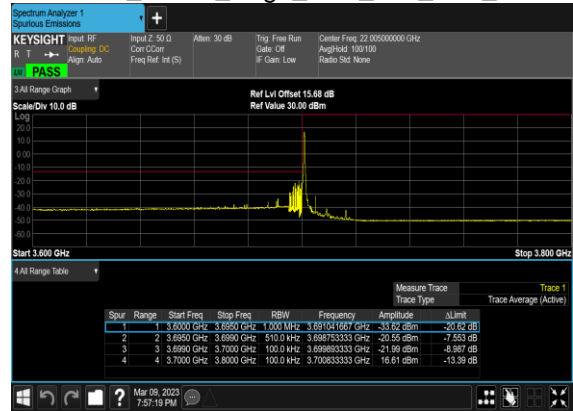 Spectrum Analyzer 1
Spurious Emissions
KEYSIGHT Input: RF Input Z: 50 Ω Atten: 30 dB Trig: Free Run Center Freq: 22.005000000 GHz
R T Coupling: DC Corr CCorr Gate: Off Avg|Hold: 100/100
Align: Auto Freq Ref: Int (S) IF Gain: Low Radio Std: None
PASS
3 All Range Graph
Ref Lvl Offset 15.68 dB
Scale/Div 10.0 dB Ref Value 30.00 dBm
Log
20.0
10.0
0.00
-10.0
-20.0
-30.0
-40.0
-50.0
-60.0
Start 3.600 GHz Stop 3.800 GHz
4 All Range Table
Measure Trace Trace 1
Trace Type Trace Average (Active)
Spur Range Start Freq Stop Freq RBW Frequency Amplitude ΔLimit
1 1 3.6000 GHz 3.6950 GHz 1.000 MHz 3.691041667 GHz -33.62 dBm -20.62 dB
2 2 3.6950 GHz 3.6990 GHz 510.0 kHz 3.698753333 GHz -20.55 dBm -7.553 dB
3 3 3.6990 GHz 3.7000 GHz 100.0 kHz 3.699893333 GHz -21.99 dBm -8.987 dB
4 4 3.7000 GHz 3.8000 GHz 100.0 kHz 3.700833333 GHz 16.61 dBm -13.39 dB
Mar 09, 2023
7:57:19 PM